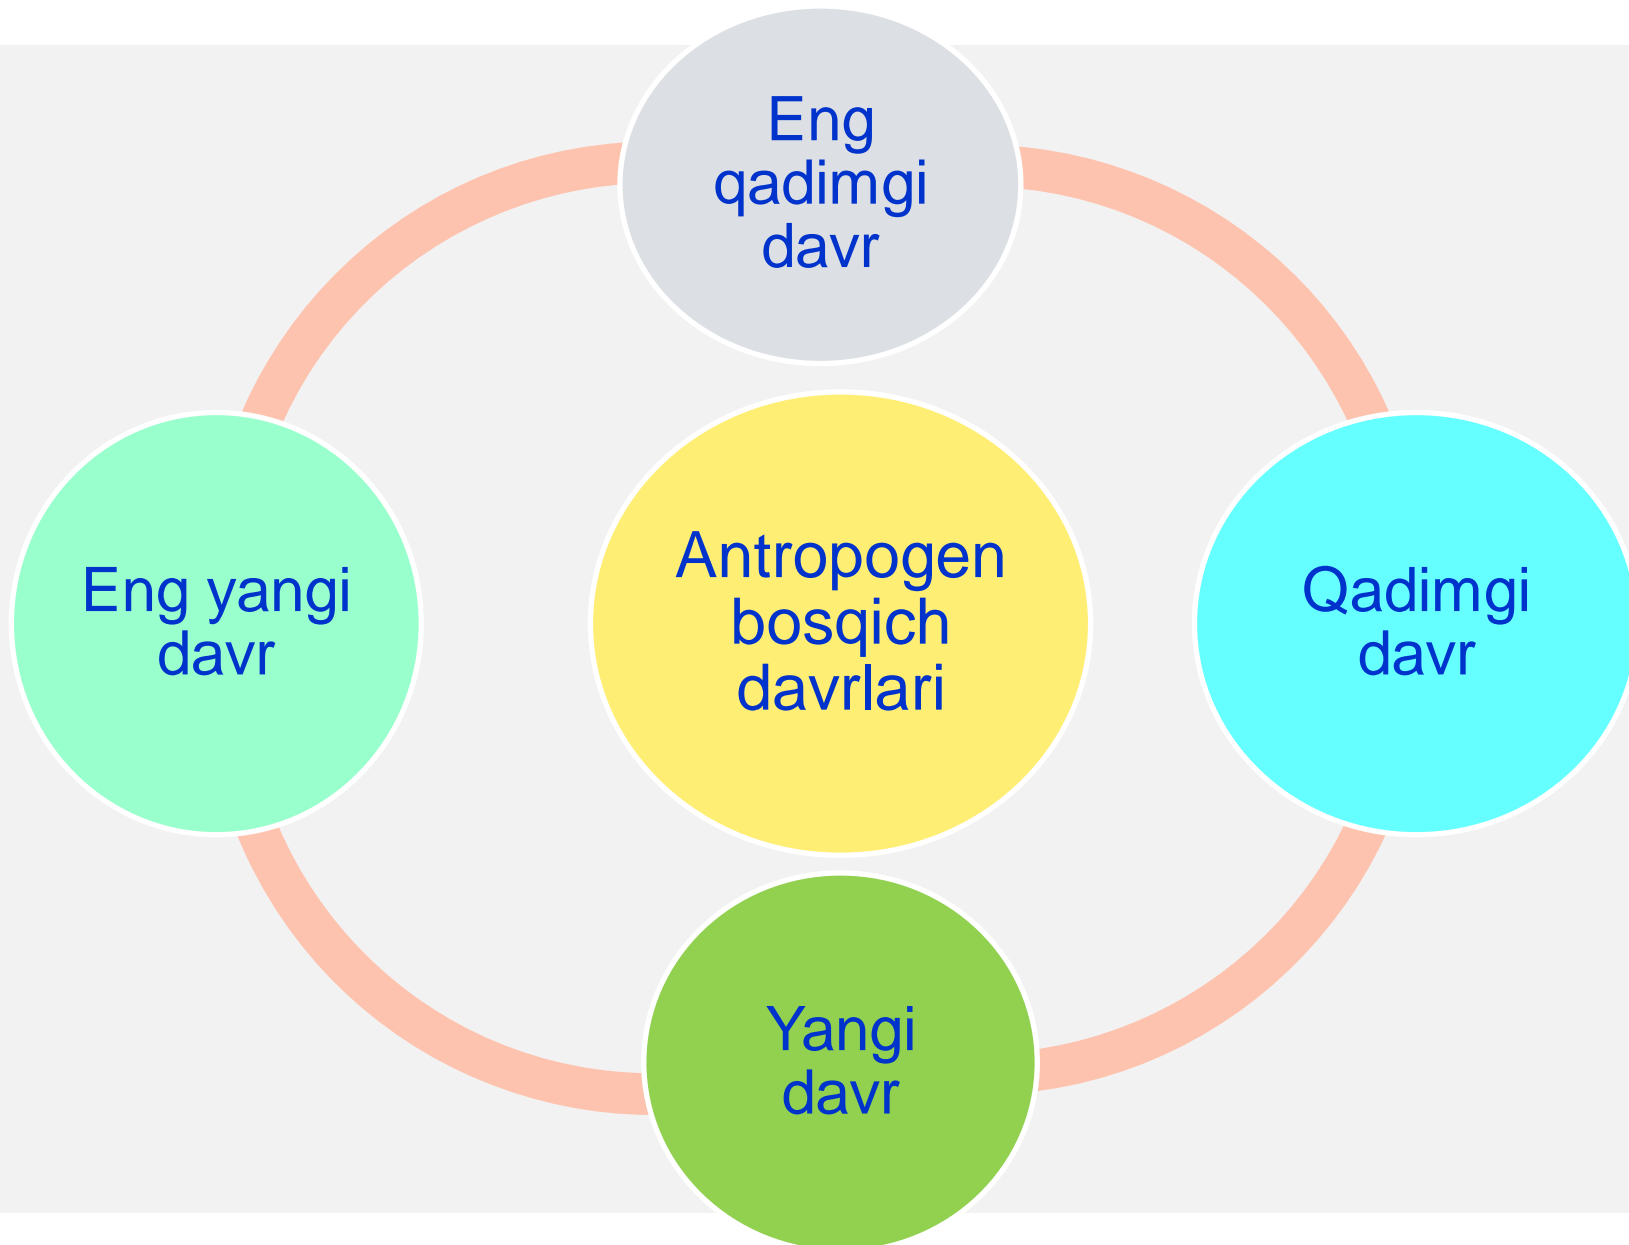 Eng
qadimgi
davr
Antropogen
bosqich
davrlari
Qadimgi
davr
Yangi
davr
Eng yangi
davr